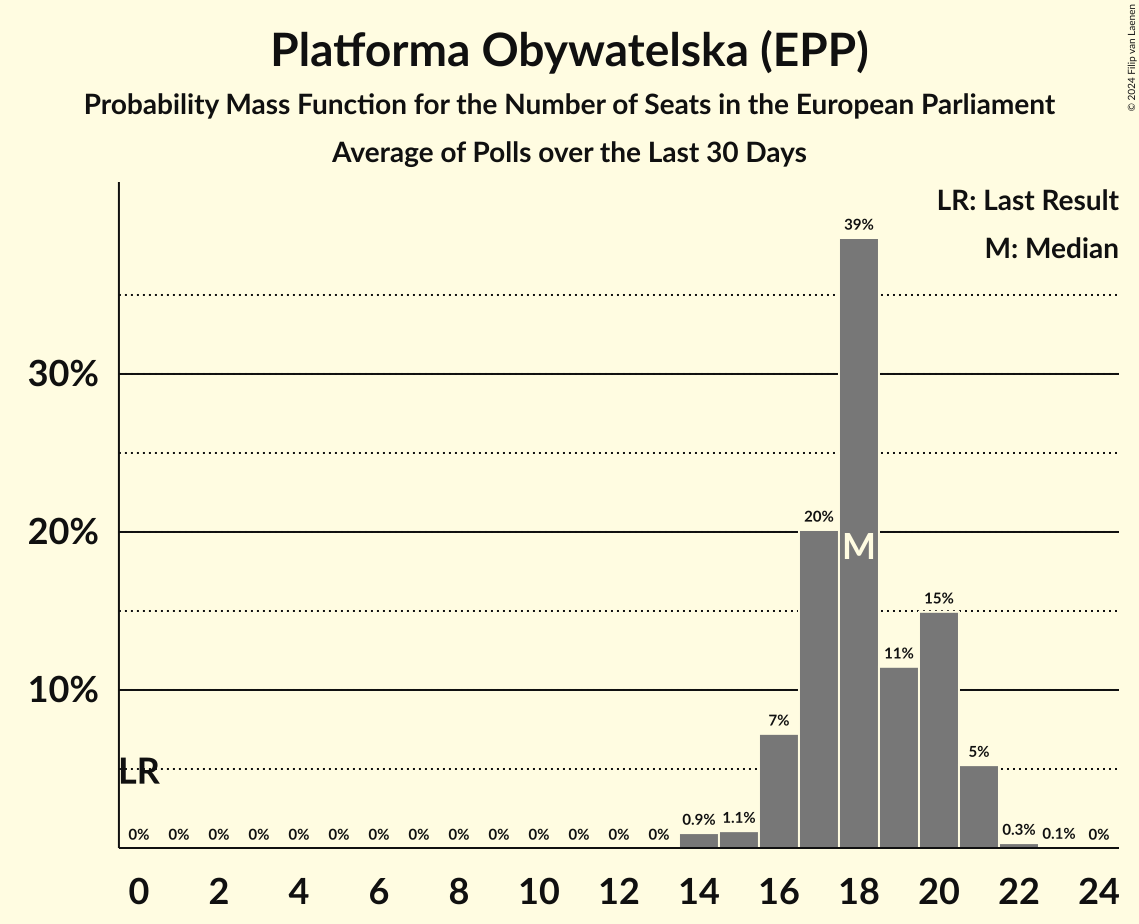 Platforma Obywatelska (EPP)
Probability Mass Function for the Number of Seats in the European Parliament
Average of Polls over the Last 30 Days
© 2024 Filip van Laenen
LR: Last Result
M: Median
39%
30%
20%
20%
M
15%
11%
10%
7%
5%
LR
0% 0% 0% 0% 0% 0% 0% 0% 0% 0% 0% 0% 0% 0% 0.9% 1.1% 0.3% 0.1% 0%
0 2 4 6 8 10 12 14 16 18 20 22 24